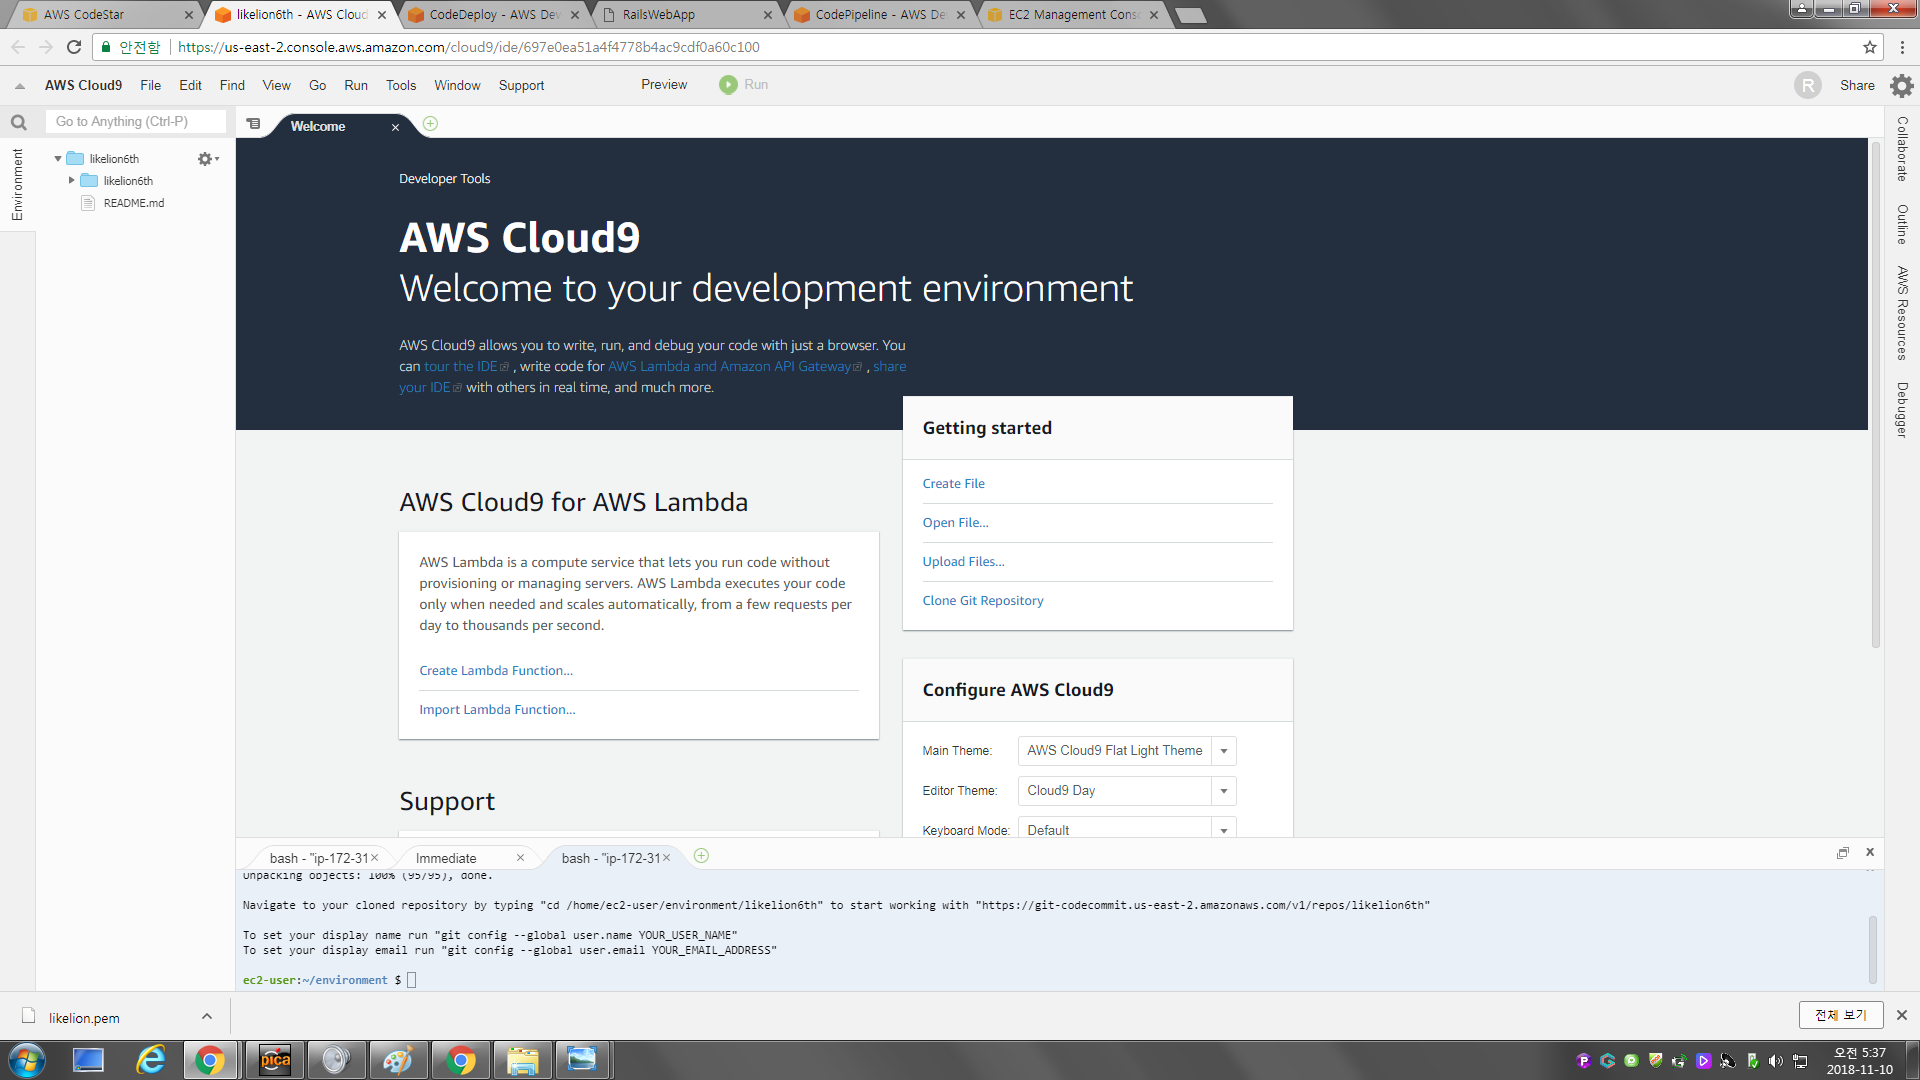 AWS CodeStar
likelion6th - AWS Cloud
CodeDeploy - AWS Dev
RailsWebApp
CodePipeline - AWS De
EC2 Management Conso
안전함
https://us-east-2.console.aws.amazon.com/cloud9/ide/697e0ea51a4f4778b4ac9cdf0a60c100
AWS Cloud9 File Edit Find View Go Run Tools Window Support Preview Run
R Share
Go to Anything (Ctrl-P)
Welcome
Environment
likelion6th
likelion6th
README.md
Collaborate
Outline
AWS Resources
Debugger
Developer Tools
AWS Cloud9
Welcome to your development environment
AWS Cloud9 allows you to write, run, and debug your code with just a browser. You
can tour the IDE , write code for AWS Lambda and Amazon API Gateway , share
your IDE with others in real time, and much more.
Getting started
Create File
Open File...
Upload Files...
Clone Git Repository
AWS Cloud9 for AWS Lambda
AWS Lambda is a compute service that lets you run code without
provisioning or managing servers. AWS Lambda executes your code
only when needed and scales automatically, from a few requests per
day to thousands per second.
Create Lambda Function...
Import Lambda Function...
Support
Configure AWS Cloud9
Main Theme: AWS Cloud9 Flat Light Theme
Editor Theme: Cloud9 Day
Keyboard Mode: Default
bash - "ip-172-31
Immediate
bash - "ip-172-31
Unpacking objects: 100% (95/95), done.
Navigate to your cloned repository by typing "cd /home/ec2-user/environment/likelion6th" to start working with "https://git-codecommit.us-east-2.amazonaws.com/v1/repos/likelion6th"
To set your display name run "git config --global user.name YOUR_USER_NAME"
To set your display email run "git config --global user.email YOUR_EMAIL_ADDRESS"
ec2-user:~/environment $
likelion.pem
전체 보기
pica
오전 5:37
2018-11-10